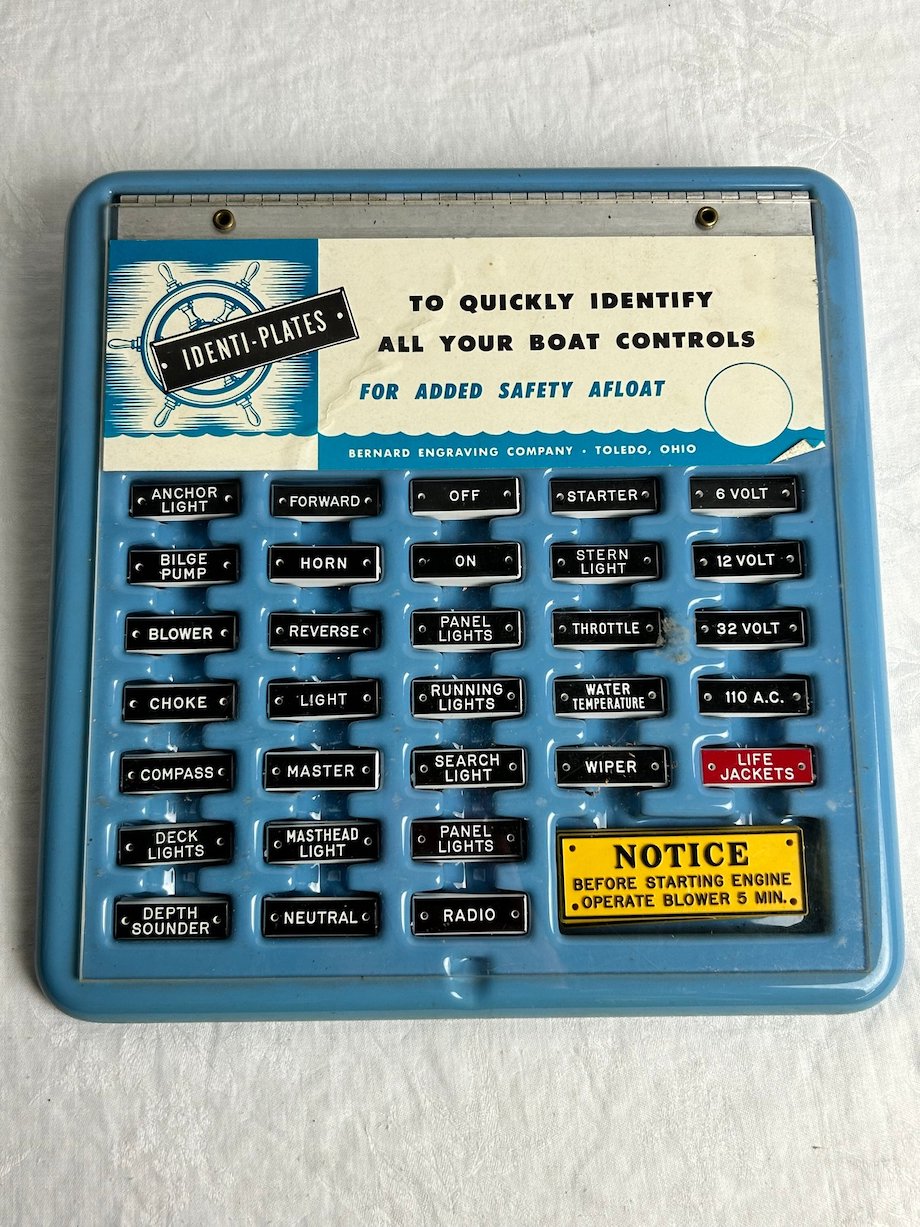 IDENTI-PLATES
TO QUICKLY IDENTIFY
ALL YOUR BOAT CONTROLS
FOR ADDED SAFETY AFLOAT
BERNARD ENGRAVING COMPANY · TOLEDO, OHIO
ANCHOR
LIGHT
FORWARD
OFF
STARTER
6 VOLT
BILGE
PUMP
HORN
ON
STERN
LIGHT
12 VOLT
BLOWER
REVERSE
PANEL
LIGHTS
THROTTLE
32 VOLT
CHOKE
LIGHT
RUNNING
LIGHTS
WATER
TEMPERATURE
110 A.C.
COMPASS
MASTER
SEARCH
LIGHT
WIPER
LIFE
JACKETS
DECK
LIGHTS
MASTHEAD
LIGHT
PANEL
LIGHTS
NOTICE
BEFORE STARTING ENGINE
OPERATE BLOWER 5 MIN.
DEPTH
SOUNDER
NEUTRAL
RADIO